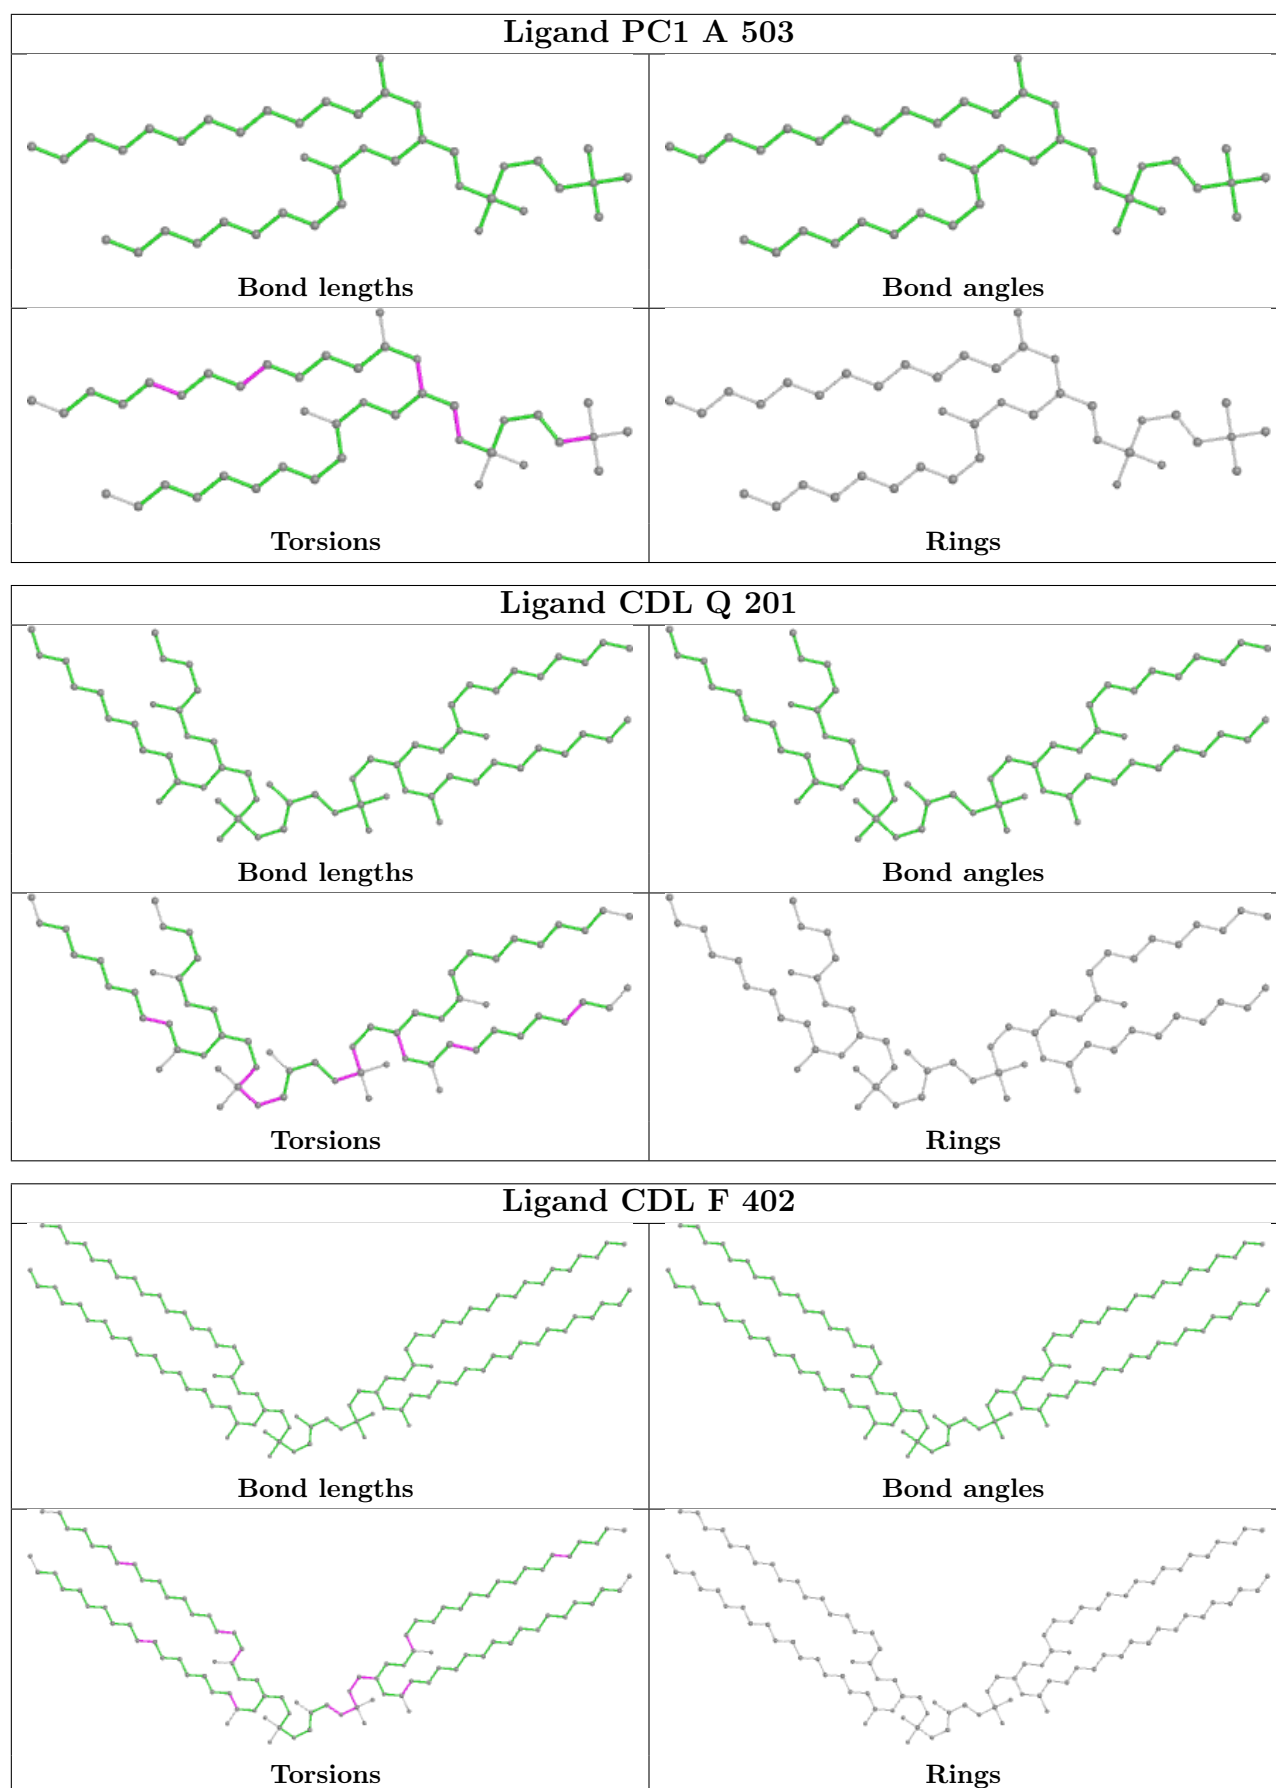 Ligand PC1 A 503
Bond lengths
Bond angles
Torsions
Rings
Ligand CDL Q 201
Bond lengths
Bond angles
Torsions
Rings
Ligand CDL F 402
Bond lengths
Bond angles
Torsions
Rings